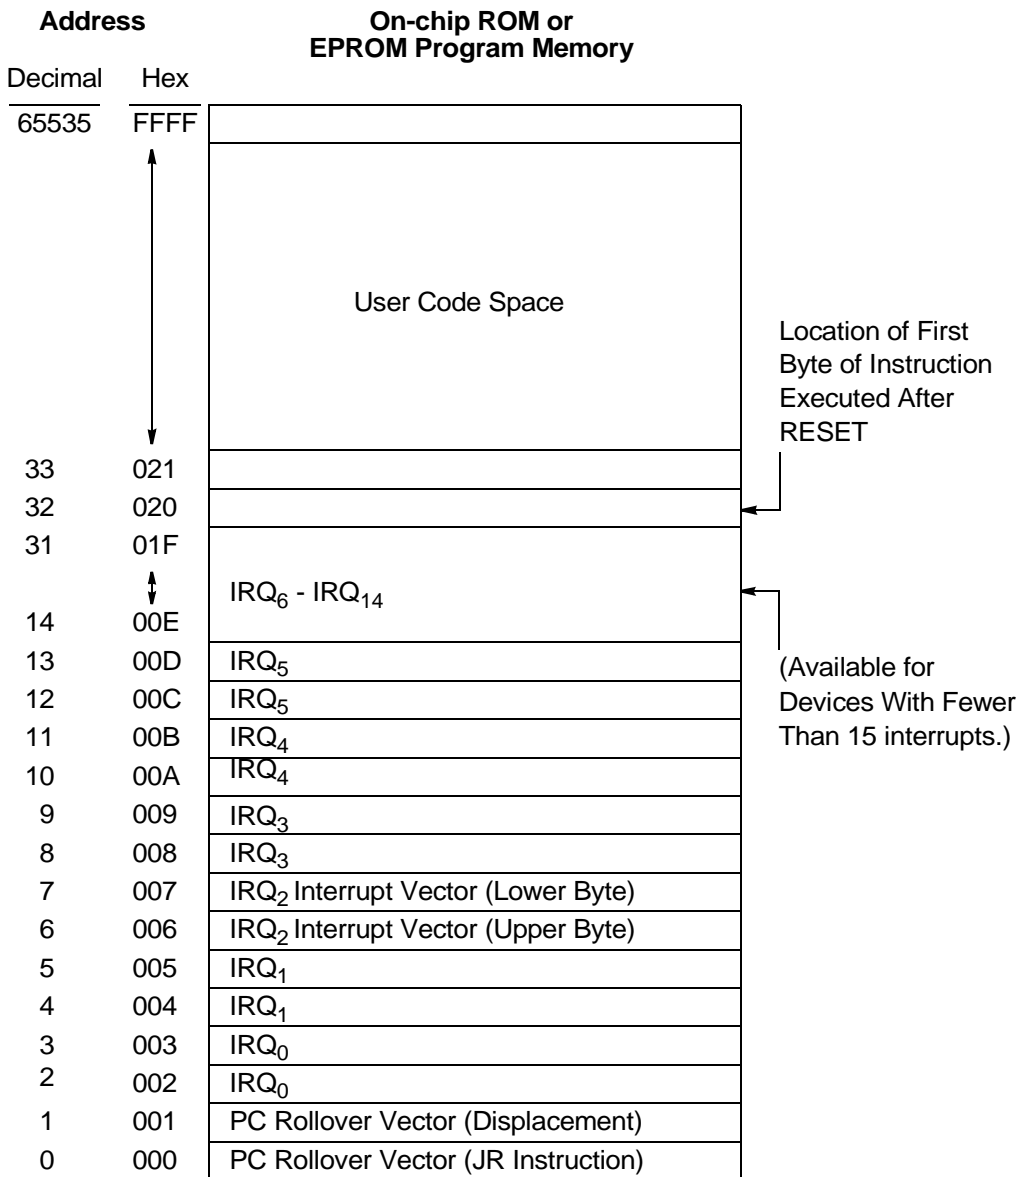 Address On-chip ROM or
EPROM Program Memory
Decimal Hex
65535 FFFF
User Code Space
Location of First
Byte of Instruction
Executed After
RESET
33 021
32 020
31 01F
IRQ6 - IRQ14
14 00E
13 00D IRQ5
(Available for
Devices With Fewer
Than 15 interrupts.)
12 00C IRQ5
11 00B IRQ4
10 00A IRQ4
9 009 IRQ3
8 008 IRQ3
7 007 IRQ2 Interrupt Vector (Lower Byte)
6 006 IRQ2 Interrupt Vector (Upper Byte)
5 005 IRQ1
4 004 IRQ1
3 003 IRQ0
2 002 IRQ0
1 001 PC Rollover Vector (Displacement)
0 000 PC Rollover Vector (JR Instruction)